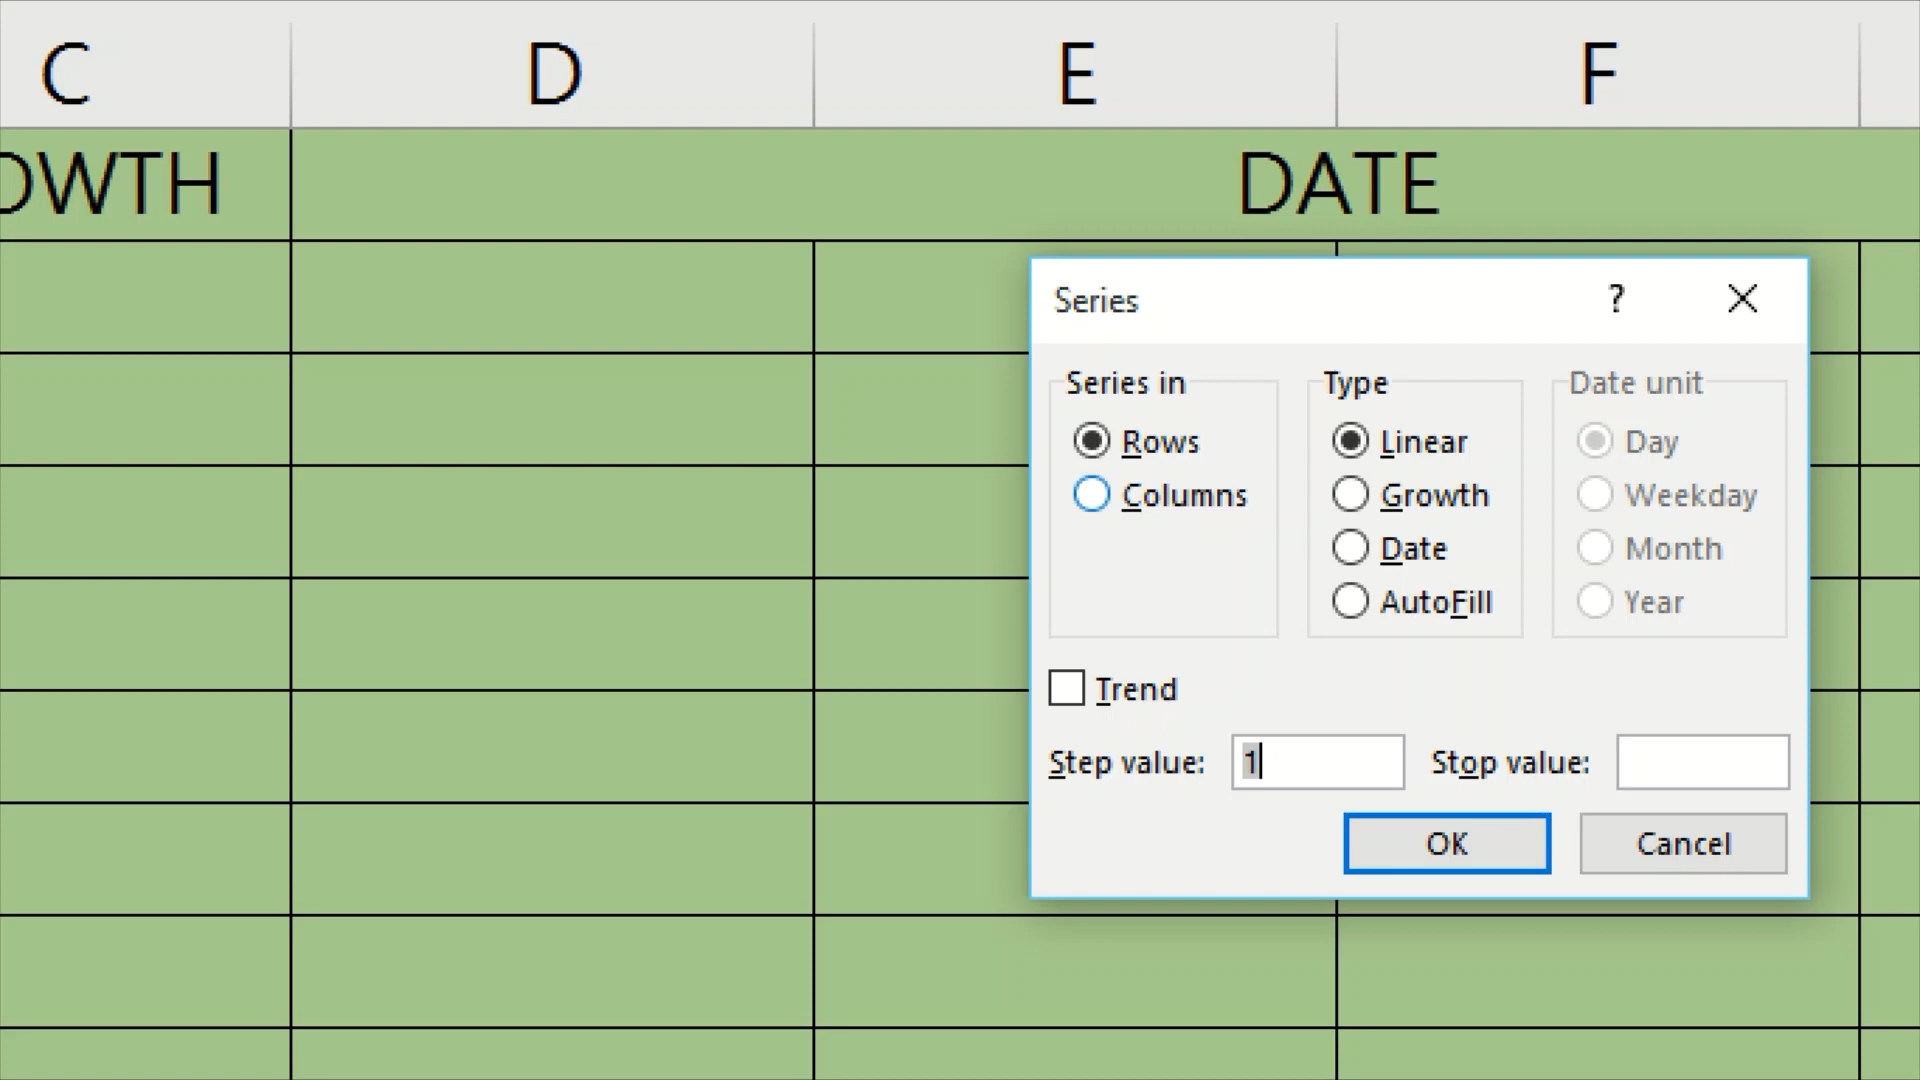 C D E F
OWTH DATE
Series ?
Series in Type Date unit
Rows Linear Day
Columns Growth Weekday
Date Month
AutoFill Year
Trend
Step value: 1 Stop value:
OK Cancel